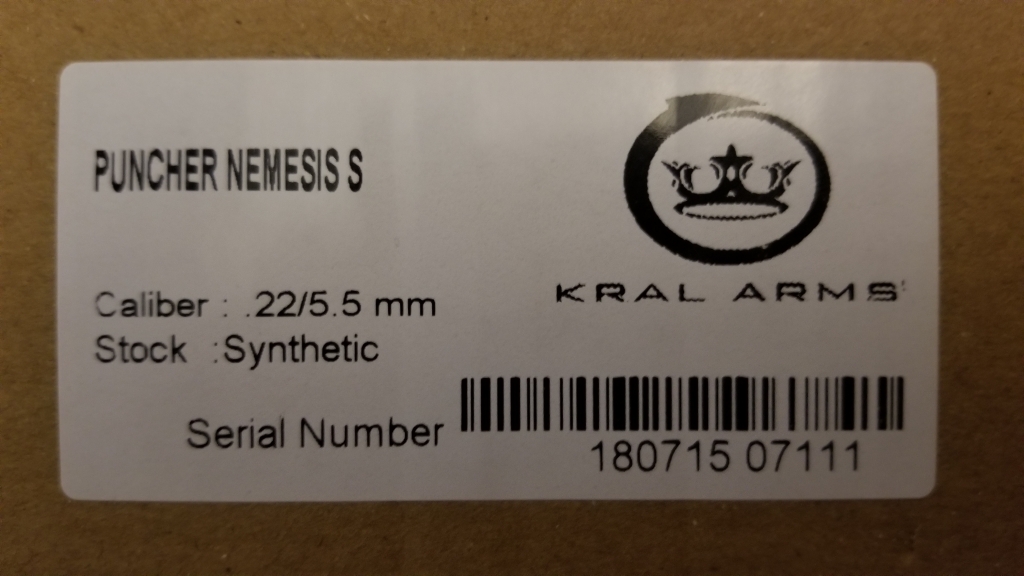 PUNCHER NEMESIS S
KRAL ARMS
Caliber : .22/5.5 mm
Stock :Synthetic
Serial Number
180715 07111